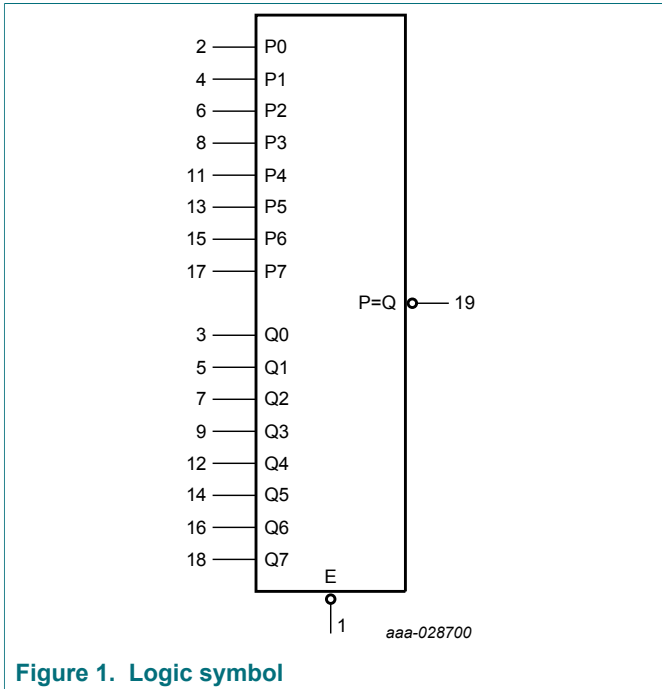 2 P0
4 P1
6 P2
8 P3
11 P4
13 P5
15 P6
17 P7
P=Q 19
3 Q0
5 Q1
7 Q2
9 Q3
12 Q4
14 Q5
16 Q6
18 Q7
E
1
aaa-028700
Figure 1. Logic symbol